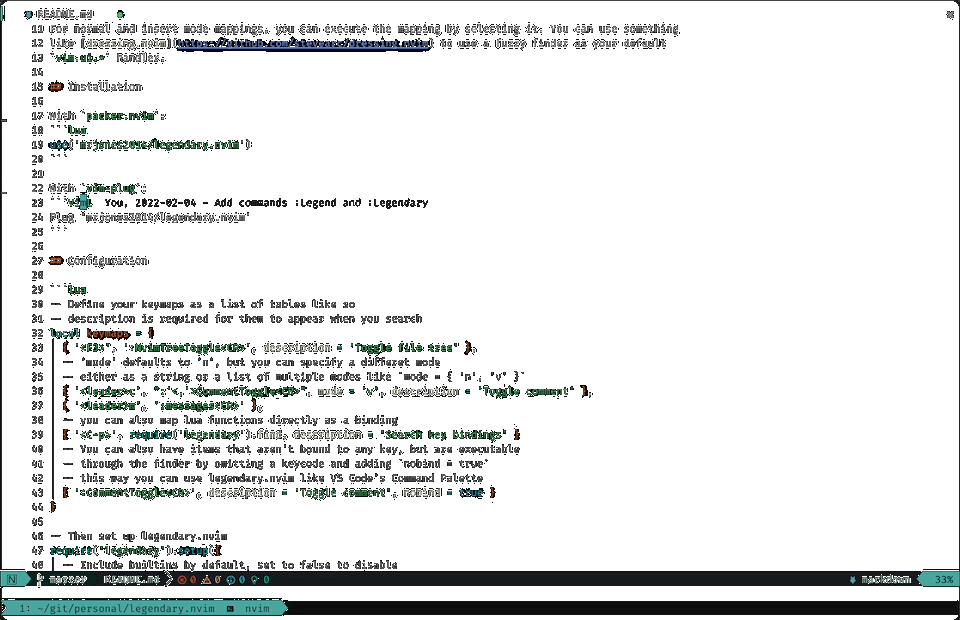 README.md
11 For normal and insert mode mappings, you can execute the mapping by selecting it. You can use something
12 like [dressing.nvim](https://github.com/stevearc/dressing.nvim) to use a fuzzy finder as your default
13 `vim.ui.*` handler.
14
15 ## Installation
16
17 With `packer.nvim`:
18 ```lua
19 use('mrjones2014/legendary.nvim')
20 ```
21
22 With `vim-plug`:
23 ```vim You, 2022-02-04 - Add commands :Legend and :Legendary
24 Plug "mrjones2014/legendary.nvim"
25 ```
26
27 ## Configuration
28
29 ```lua
30 -- Define your keymaps as a list of tables like so
31 -- description is required for them to appear when you search
32 local keymaps = {
33 { '<F3>', ':NvimTreeToggle<CR>', description = 'Toggle file tree' },
34 -- 'mode' defaults to 'n', but you can specify a differet mode
35 -- either as a string or a list of multiple modes like `mode = { 'n', 'v' }`
36 { '<leader>c', ":'<,'>CommentToggle<CR>", mode = 'v', description = 'Toggle comment' },
37 { '<leader>m', ':messages<CR>' },
38 -- you can also map lua functions directly as a binding
39 { '<C-p>', require('legendary').find, description = 'Search key bindings' }
40 -- You can also have items that aren't bound to any key, but are executable
41 -- through the finder by omitting a keycode and adding `nobind = true`
42 -- this way you can use legendary.nvim like VS Code's Command Palette
43 { ':CommentToggle<CR>', description = 'Toggle comment', nobind = true }
44 }
45
46 -- Then set up legendary.nvim
47 require("legendary").setup({
48 -- Include builtins by default, set to false to disable
N master README.md 0 0 0 0 markdown 33%
1: ~/git/personal/legendary.nvim nvim